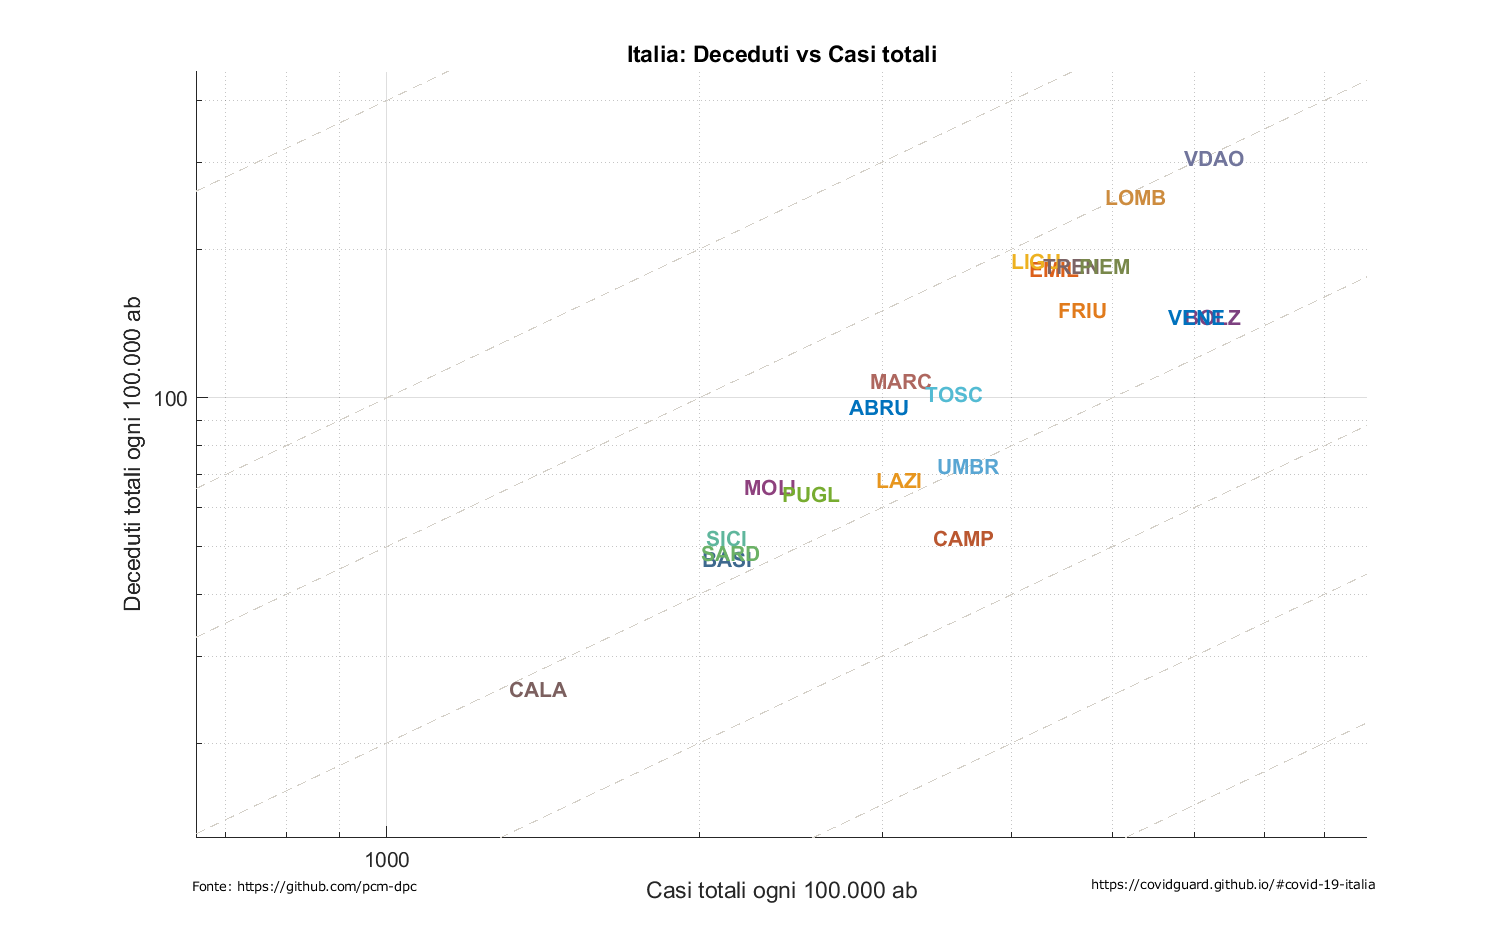 Italia: Deceduti vs Casi totali
VDAO
LOMB
LIGU
EMIL
TREN
PIEM
FRIU
VENE
BOLZ
MARC
TOSC
ABRU
100
UMBR
LAZI
MOLI
PUGL
SICI
CAMP
SARD
BASI
CALA
Deceduti totali ogni 100.000 ab
1000
Casi totali ogni 100.000 ab
Fonte: https://github.com/pcm-dpc
https://covidguard.github.io/#covid-19-italia